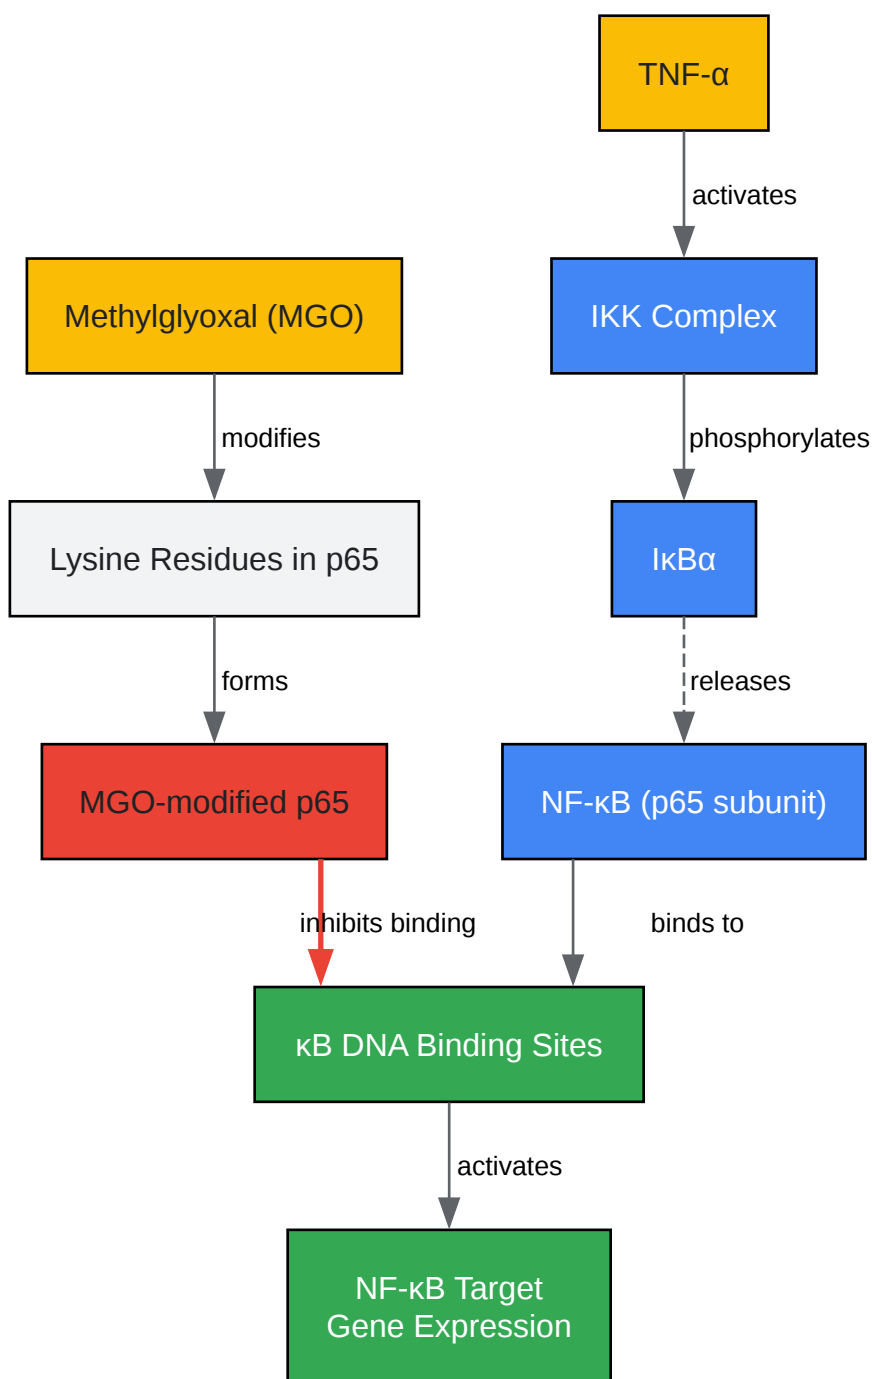 TNF-α
activates
Methylglyoxal (MGO)
IKK Complex
modifies
phosphorylates
Lysine Residues in p65
IκBα
forms
releases
MGO-modified p65
NF-κB (p65 subunit)
inhibits binding
binds to
κB DNA Binding Sites
activates
NF-κB Target
Gene Expression